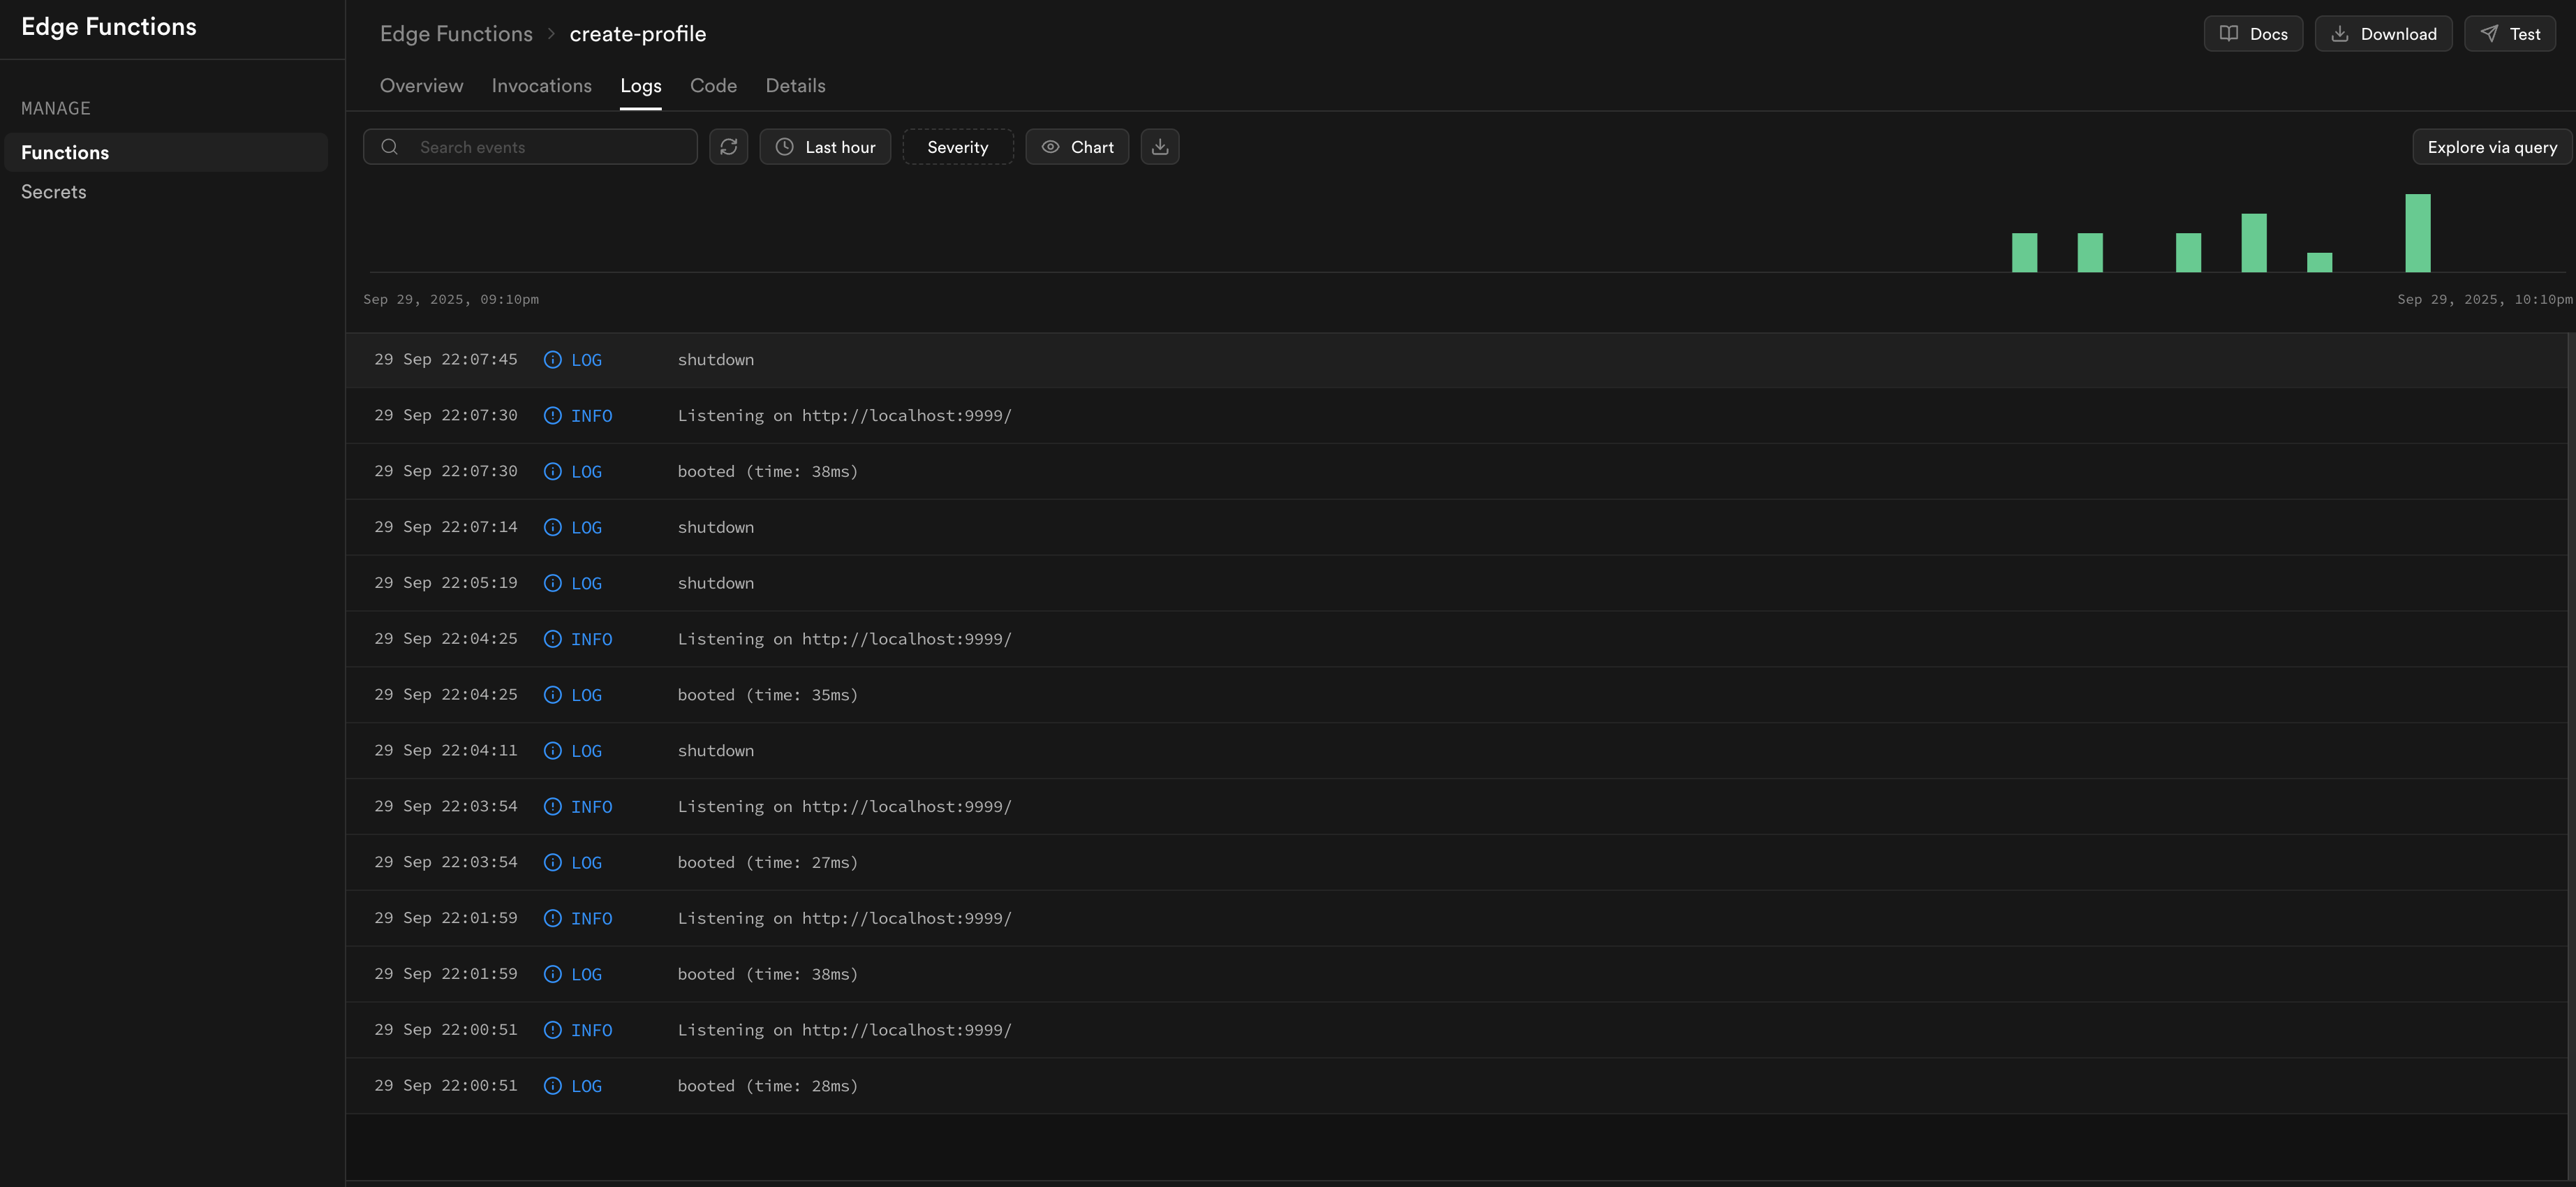 Edge Functions
MANAGE
Functions
Secrets
Edge Functions > create-profile
Docs
Download
Test
Overview Invocations Logs Code Details
Search events
Last hour
Severity
Chart
Explore via query
Sep 29, 2025, 09:10pm
Sep 29, 2025, 10:10pm
29 Sep 22:07:45 LOG shutdown
29 Sep 22:07:30 INFO Listening on http://localhost:9999/
29 Sep 22:07:30 LOG booted (time: 38ms)
29 Sep 22:07:14 LOG shutdown
29 Sep 22:05:19 LOG shutdown
29 Sep 22:04:25 INFO Listening on http://localhost:9999/
29 Sep 22:04:25 LOG booted (time: 35ms)
29 Sep 22:04:11 LOG shutdown
29 Sep 22:03:54 INFO Listening on http://localhost:9999/
29 Sep 22:03:54 LOG booted (time: 27ms)
29 Sep 22:01:59 INFO Listening on http://localhost:9999/
29 Sep 22:01:59 LOG booted (time: 38ms)
29 Sep 22:00:51 INFO Listening on http://localhost:9999/
29 Sep 22:00:51 LOG booted (time: 28ms)